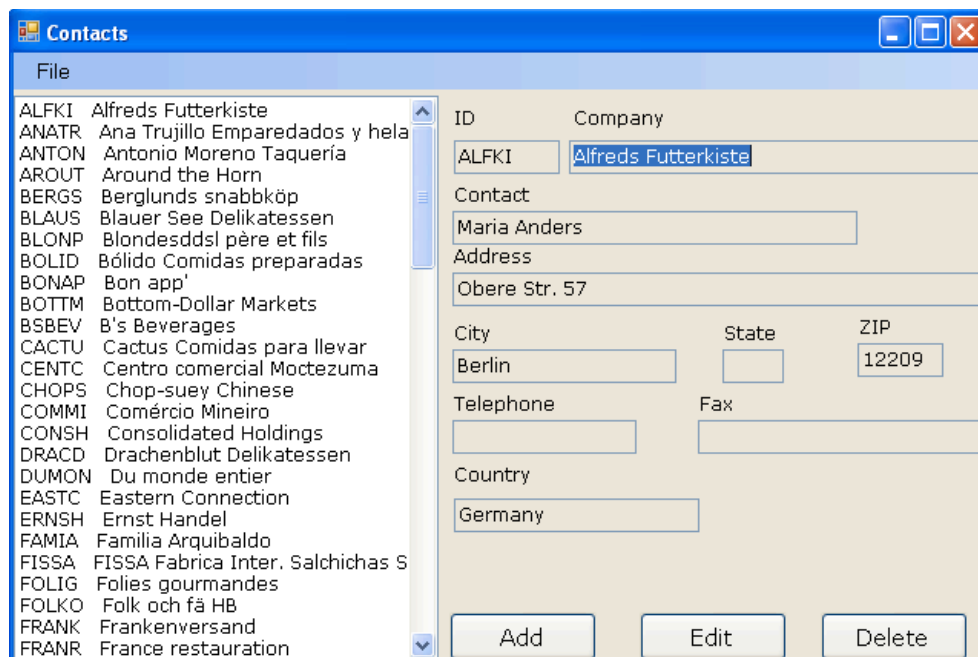 Contacts
File
ALFKI Alfreds Futterkiste
ANATR Ana Trujillo Emparedados y hela
ANTON Antonio Moreno Taquería
AROUT Around the Horn
BERGS Berglunds snabbköp
BLAUS Blauer See Delikatessen
BLONP Blondesddsl père et fils
BOLID Bólido Comidas preparadas
BONAP Bon app'
BOTTM Bottom-Dollar Markets
BSBEV B's Beverages
CACTU Cactus Comidas para llevar
CENTC Centro comercial Moctezuma
CHOPS Chop-suey Chinese
COMMI Comércio Mineiro
CONSH Consolidated Holdings
DRACD Drachenblut Delikatessen
DUMON Du monde entier
EASTC Eastern Connection
ERNSH Ernst Handel
FAMIA Familia Arquibaldo
FISSA FISSA Fabrica Inter. Salchichas S
FOLIG Folies gourmandes
FOLKO Folk och fä HB
FRANK Frankenversand
FRANR France restauration
ID Company
ALFKI Alfreds Futterkiste
Contact
Maria Anders
Address
Obere Str. 57
City State ZIP
Berlin 12209
Telephone Fax
Country
Germany
Add Edit Delete